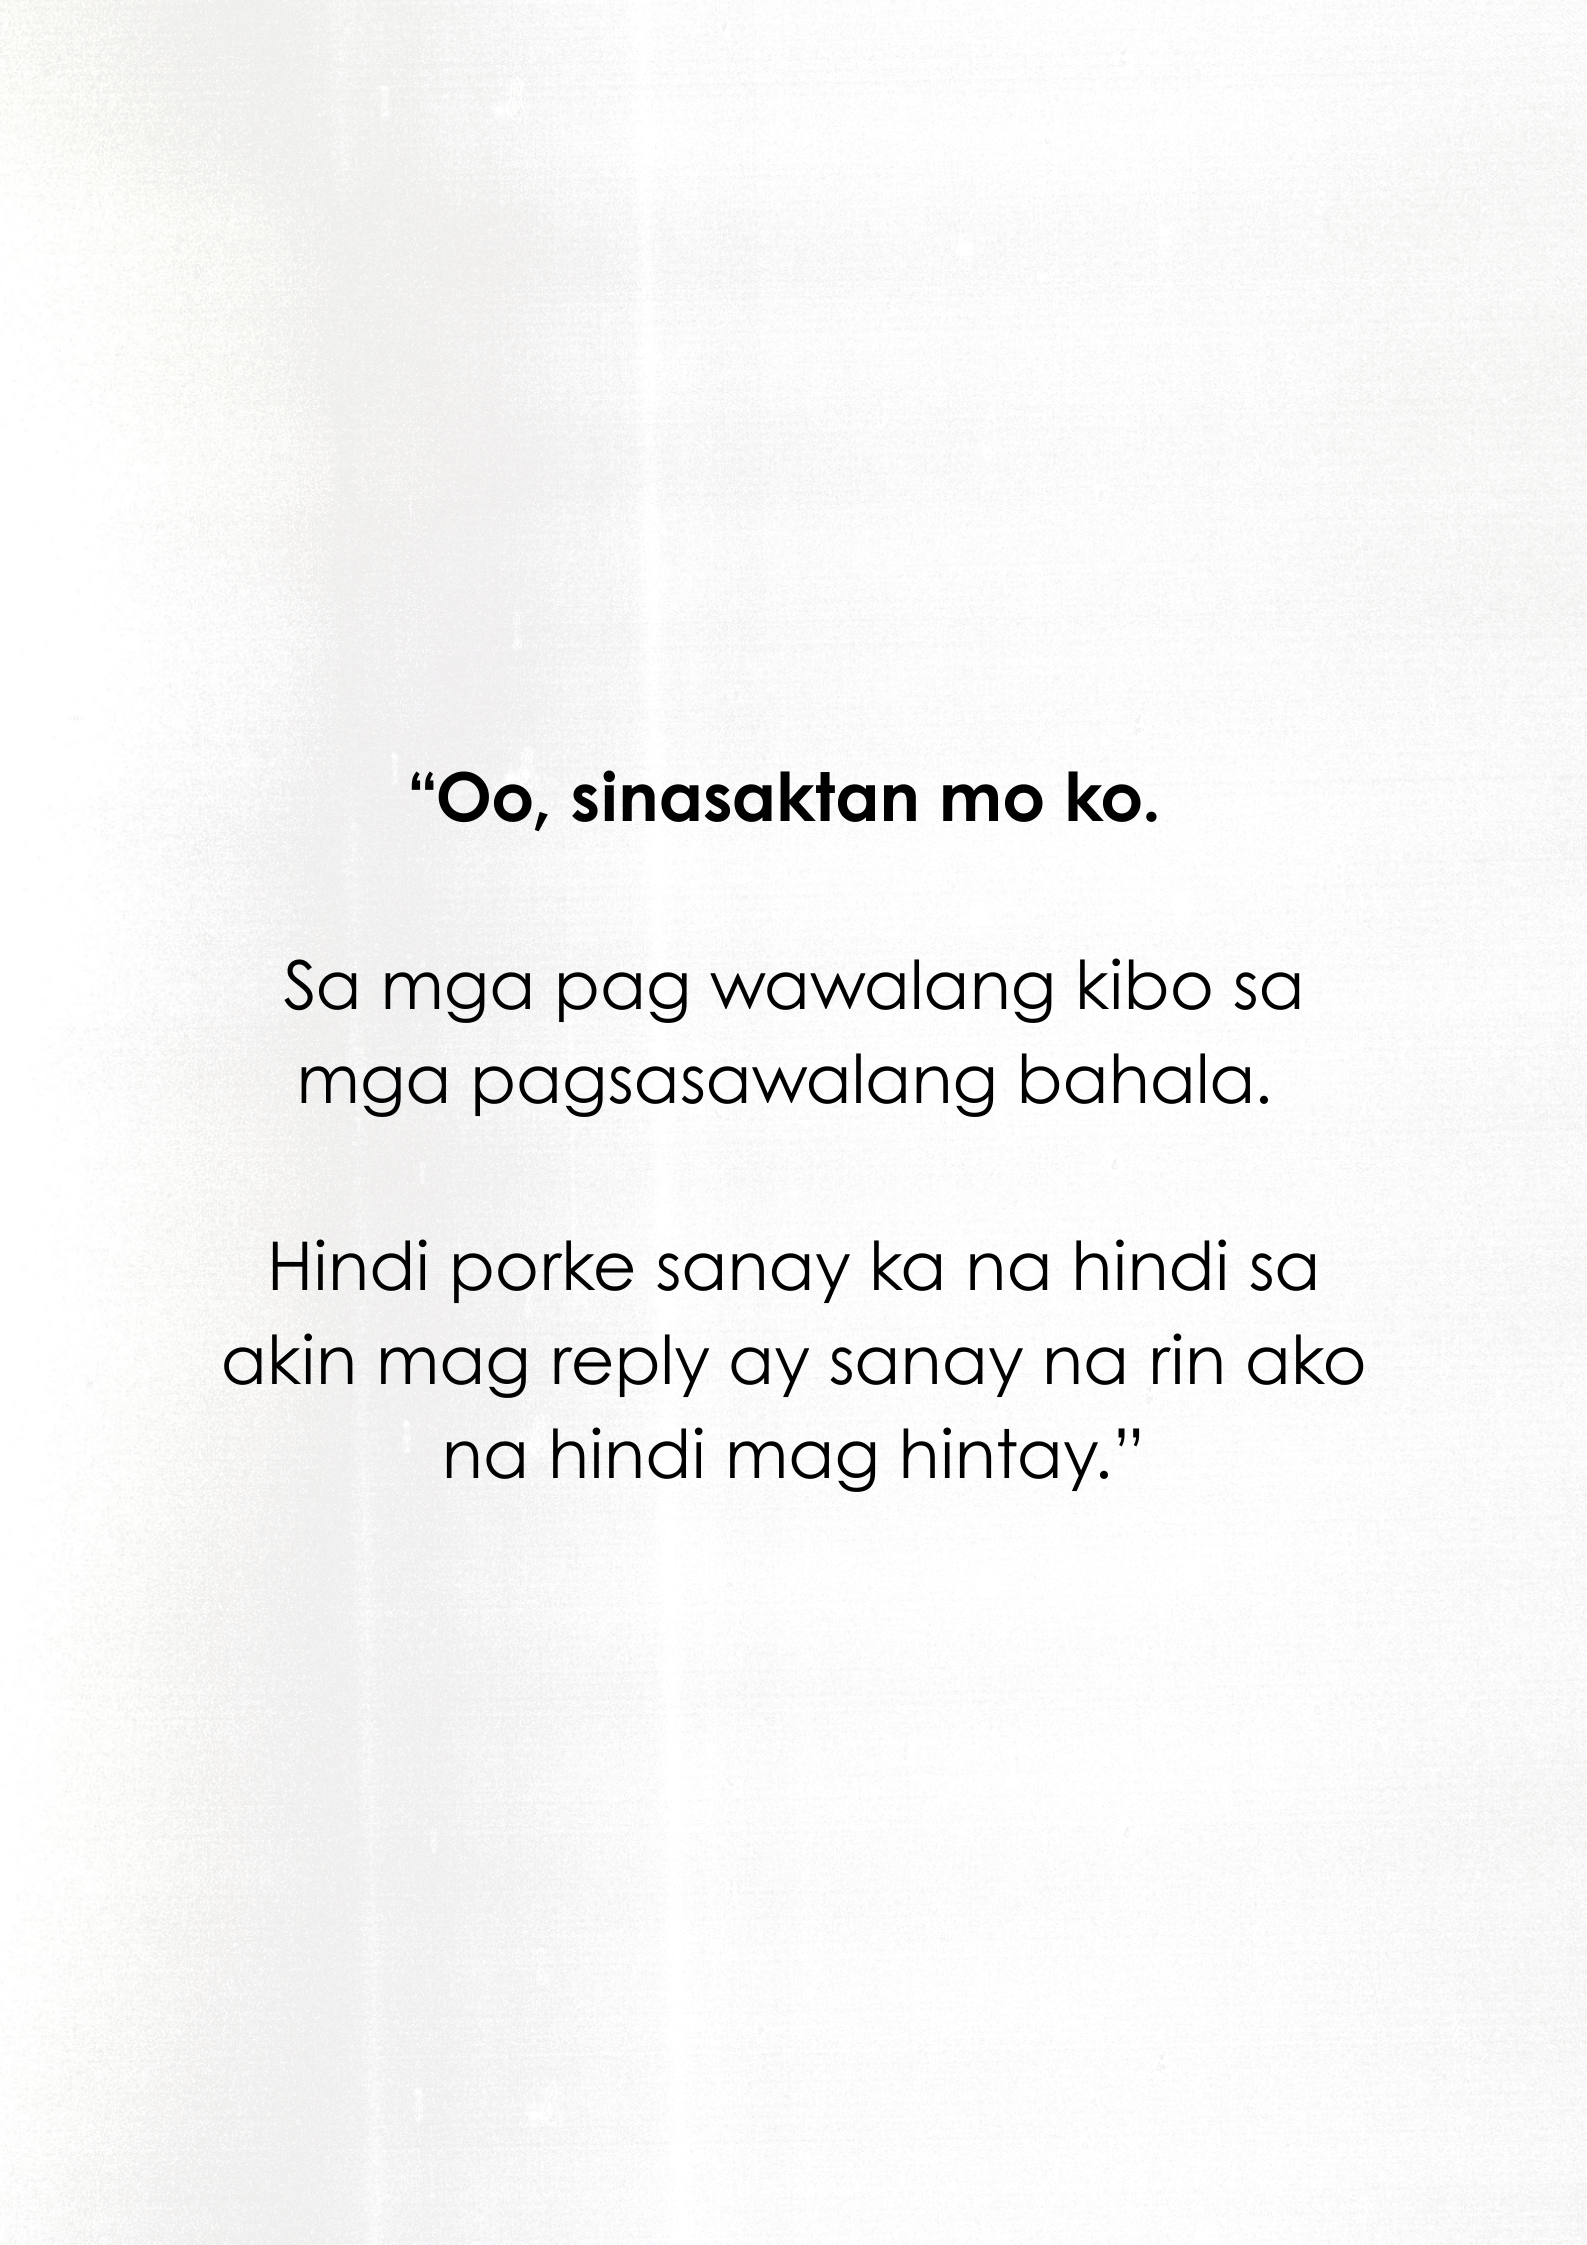 “Oo, sinasaktan mo ko.
Sa mga pag wawalang kibo sa
mga pagsasawalang bahala.
Hindi porke sanay ka na hindi sa
akin mag reply ay sanay na rin ako
na hindi mag hintay.”